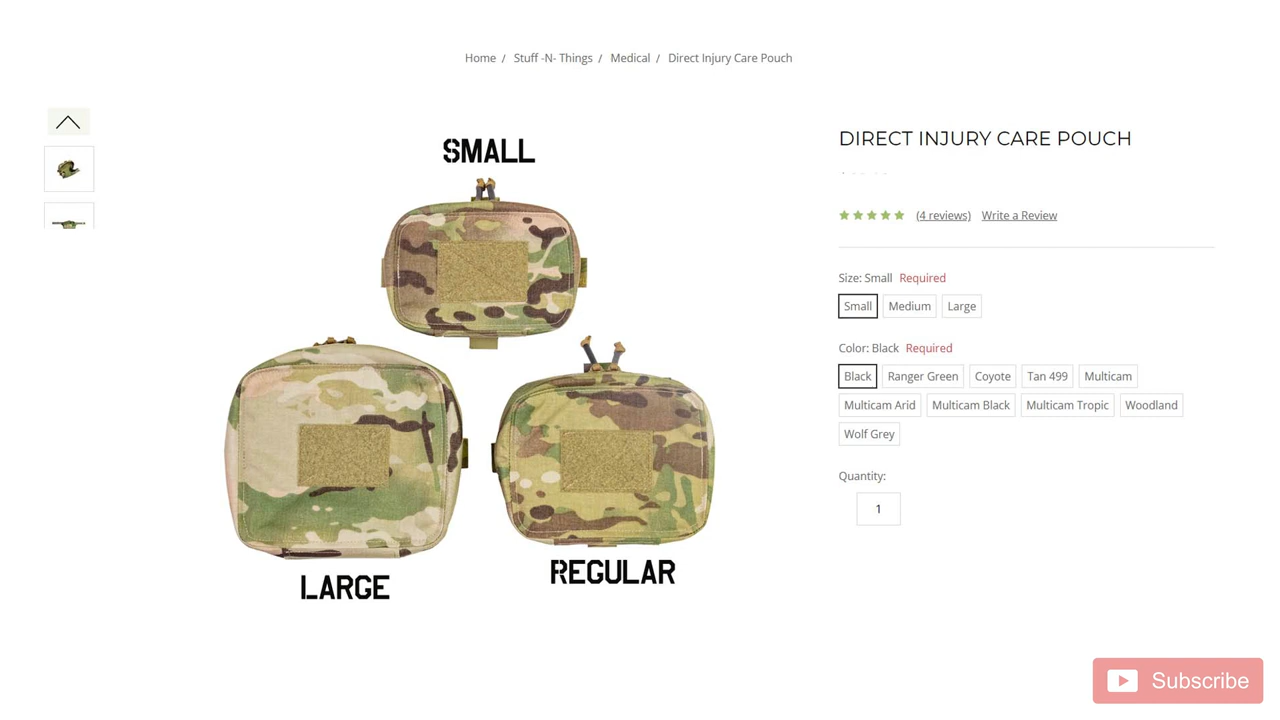 Home / Stuff -N- Things / Medical / Direct Injury Care Pouch
SMALL
LARGE
REGULAR
DIRECT INJURY CARE POUCH
(4 reviews) Write a Review
Size: Small Required
Small Medium Large
Color: Black Required
Black Ranger Green Coyote Tan 499 Multicam
Multicam Arid Multicam Black Multicam Tropic Woodland
Wolf Grey
Quantity:
1
Subscribe